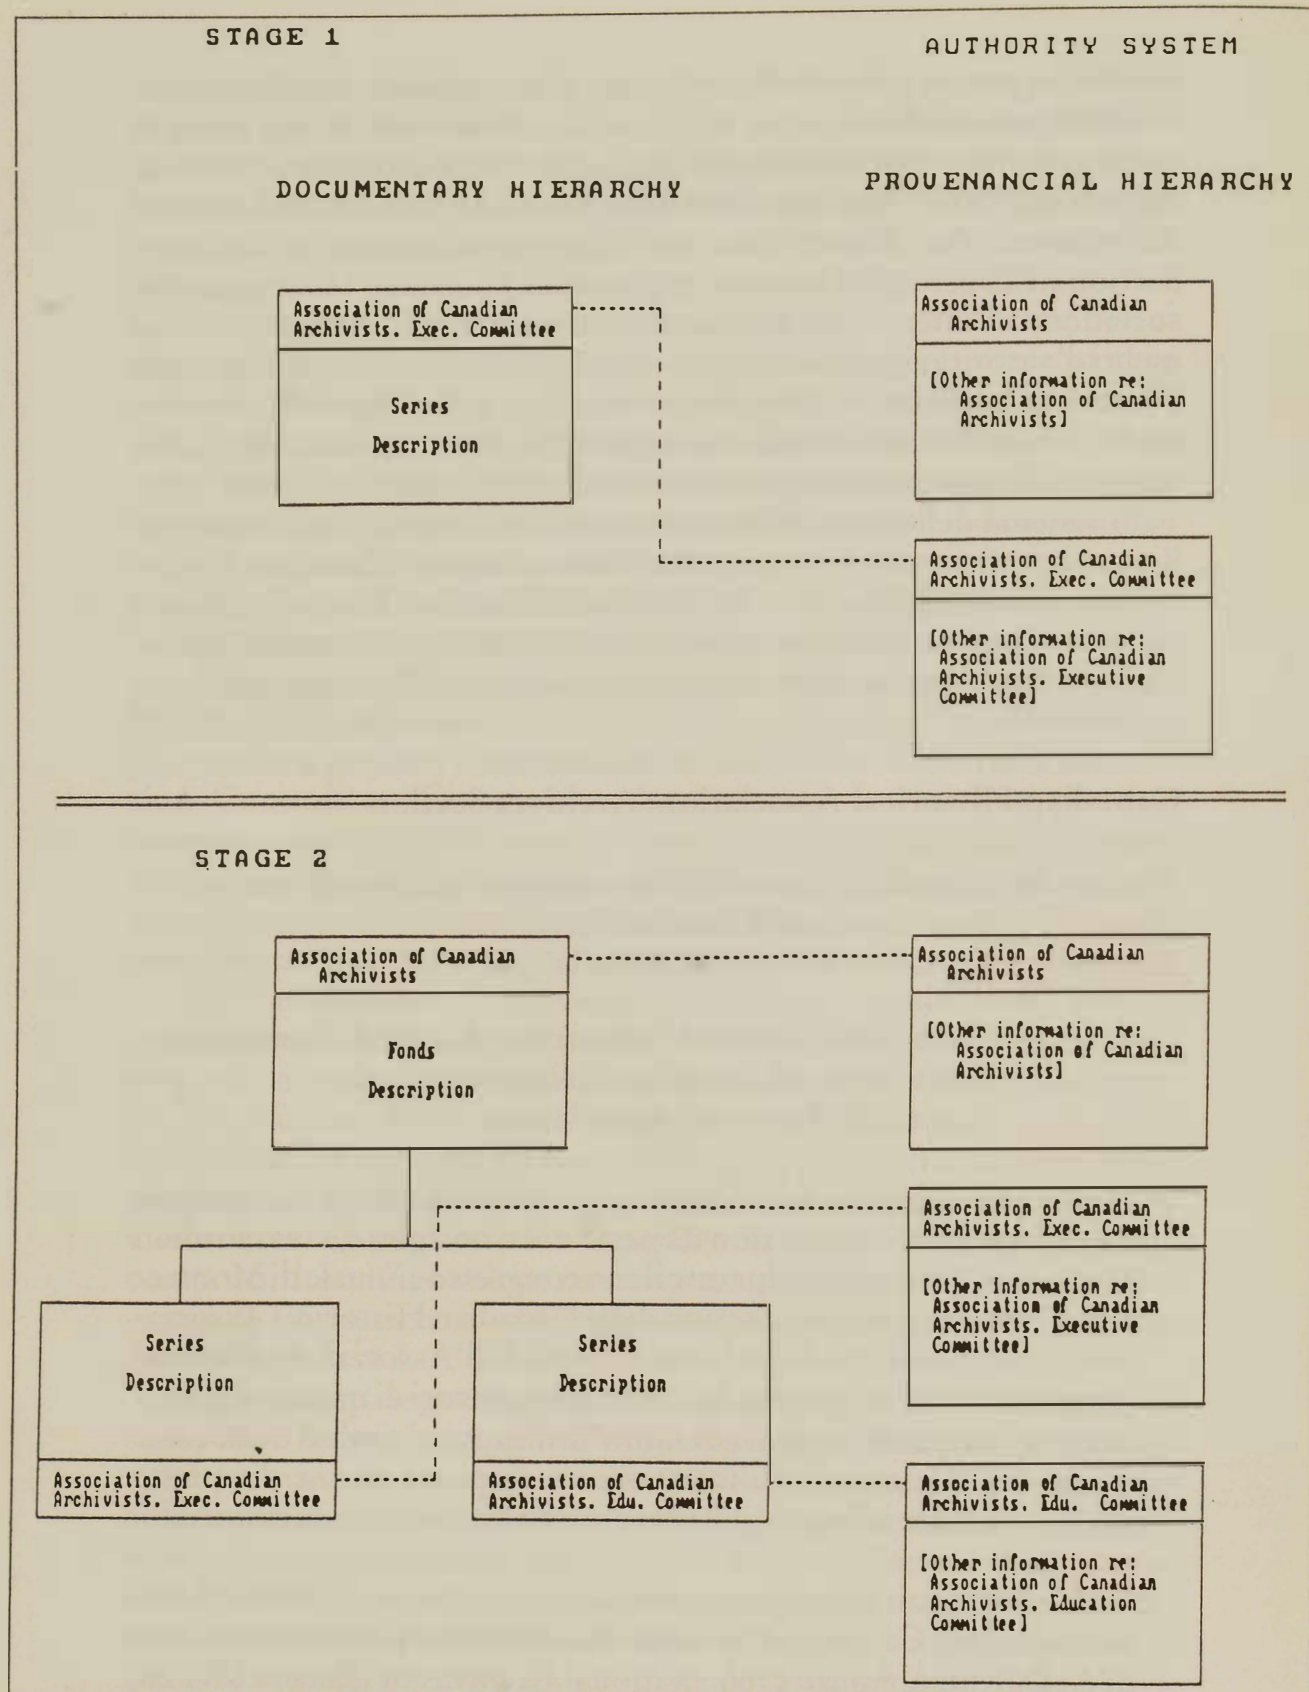 STAGE 1
AUTHORITY SYSTEM
DOCUMENTARY HIERARCHY
PROVENANCIAL HIERARCHY
Association of Canadian
Archivists. Exec. Committee
Series
Description
Association of Canadian
Archivists
[Other information re:
Association of Canadian
Archivists]
Association of Canadian
Archivists. Exec. Committee
[Other information re:
Association of Canadian
Archivists. Executive
Committee]
STAGE 2
Association of Canadian
Archivists
Fonds
Description
Association of Canadian
Archivists
[Other information re:
Association of Canadian
Archivists]
Association of Canadian
Archivists. Exec. Committee
[Other information re:
Association of Canadian
Archivists. Executive
Committee]
Series
Description
Association of Canadian
Archivists. Exec. Committee
Series
Description
Association of Canadian
Archivists. Edu. Committee
Association of Canadian
Archivists. Edu. Committee
[Other information re:
Association of Canadian
Archivists. Education
Committee]